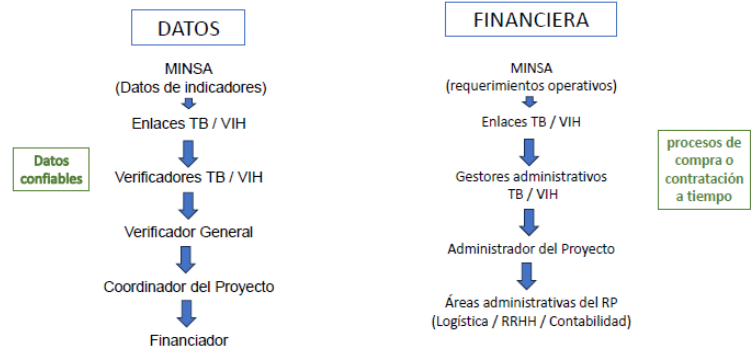 DATOS
MINSA
(Datos de indicadores)
Enlaces TB / VIH
Datos
confiables
Verificadores TB / VIH
Verificador General
Coordinador del Proyecto
Financiador
FINANCIERA
MINSA
(requerimientos operativos)
Enlaces TB / VIH
procesos de
compra o
contratación
a tiempo
Gestores administrativos
TB / VIH
Administrador del Proyecto
Áreas administrativas del RP
(Logística / RRHH / Contabilidad)